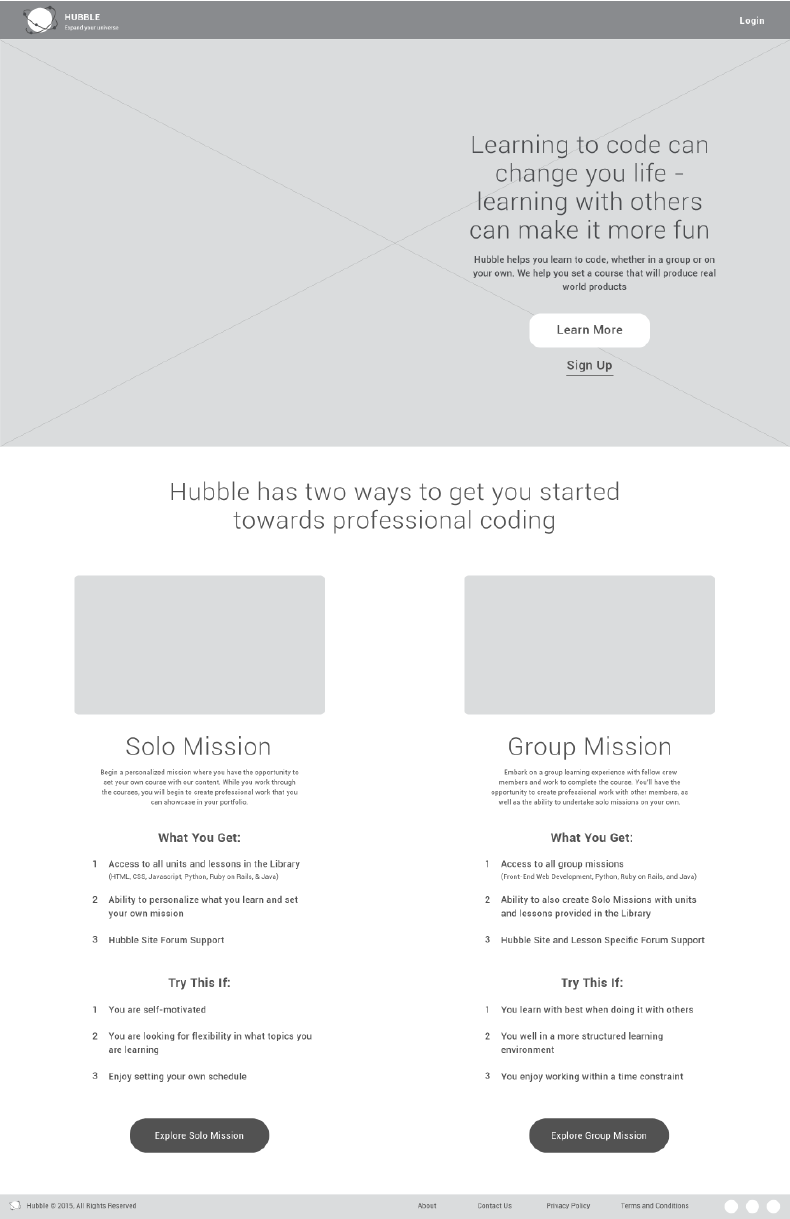 HUBBLE
Expand your universe
Login
Learning to code can
change you life -
learning with others
can make it more fun
Hubble helps you learn to code, whether in a group or on
your own. We help you set a course that will produce real
world products
Learn More
Sign Up
Hubble has two ways to get you started
towards professional coding
Solo Mission
Begin a personalized mission where you have the opportunity to
set your own course with our content. While you work through
the courses, you will begin to create professional work that you
can showcase in your portfolio.
What You Get:
1 Access to all units and lessons in the Library
(HTML, CSS, Javascript, Python, Ruby on Rails, & Java)
2 Ability to personalize what you learn and set
your own mission
3 Hubble Site Forum Support
Try This If:
1 You are self-motivated
2 You are looking for flexibility in what topics you
are learning
3 Enjoy setting your own schedule
Explore Solo Mission
Group Mission
Embark on a group learning experience with fellow crew
members and work to complete the course. You'll have the
opportunity to create professional work with other members, as
well as the ability to undertake solo missions on your own.
What You Get:
1 Access to all group missions
(Front-End Web Development, Python, Ruby on Rails, and Java)
2 Ability to also create Solo Missions with units
and lessons provided in the Library
3 Hubble Site and Lesson Specific Forum Support
Try This If:
1 You learn with best when doing it with others
2 You well in a more structured learning
environment
3 You enjoy working within a time constraint
Explore Group Mission
Hubble © 2015, All Rights Reserved
About
Contact Us
Privacy Policy
Terms and Conditions